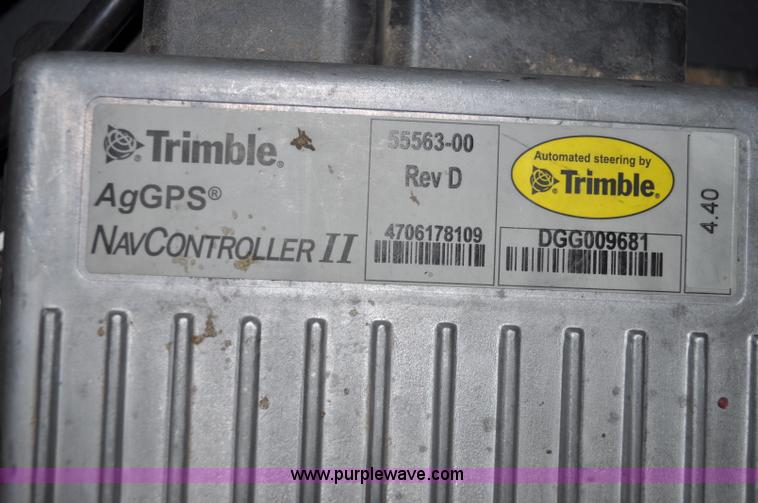 Trimble®
AgGPS®
NAVCONTROLLER II
55563-00
Rev D
4706178109
Automated steering by
Trimble®
DGG009681
4.40
www.purplewave.com